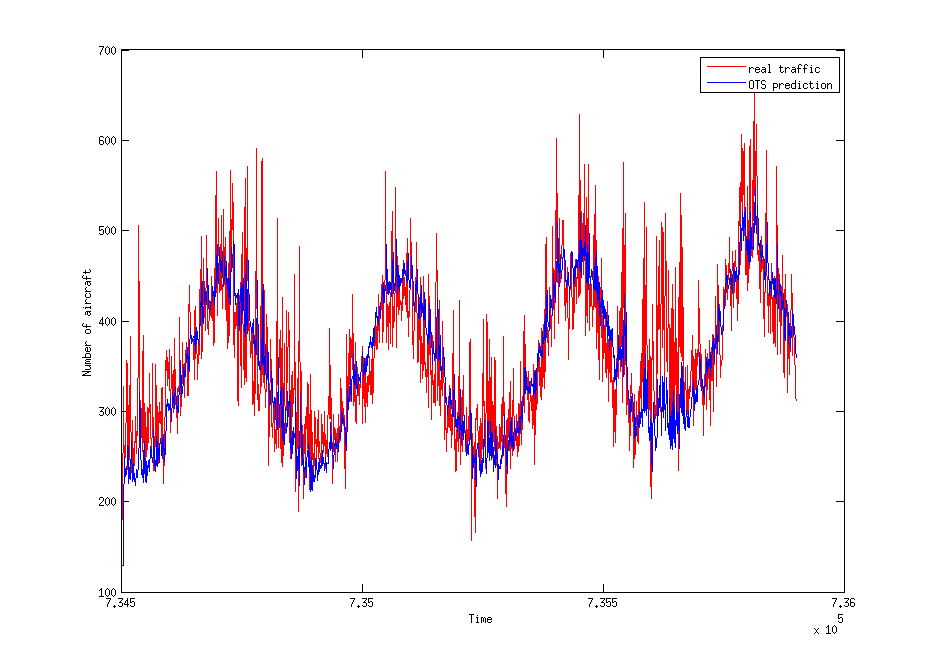 700
600
500
400
300
200
100
Number of aircraft
real traffic
OTS prediction
7.345
7.35
7.355
7.36
Time
x 10
5